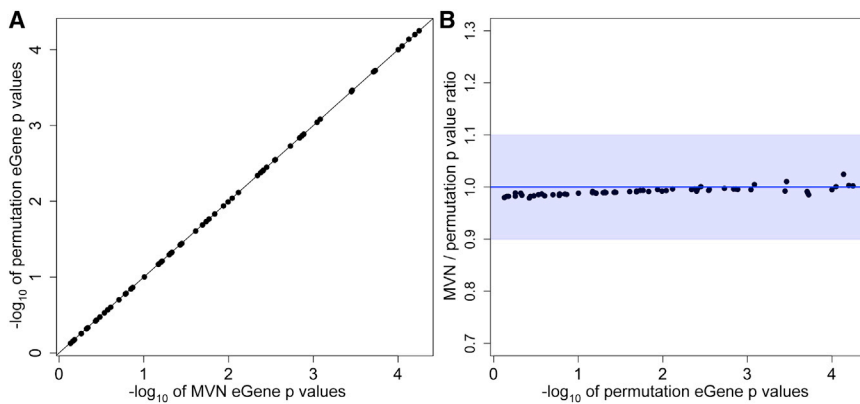 A
-log10 of permutation eGene p values
4
3
2
1
0
0 1 2 3 4
-log10 of MVN eGene p values
B
MVN / permutation p value ratio
1.3
1.2
1.1
1.0
0.9
0.8
0.7
0 1 2 3 4
-log10 of permutation eGene p values